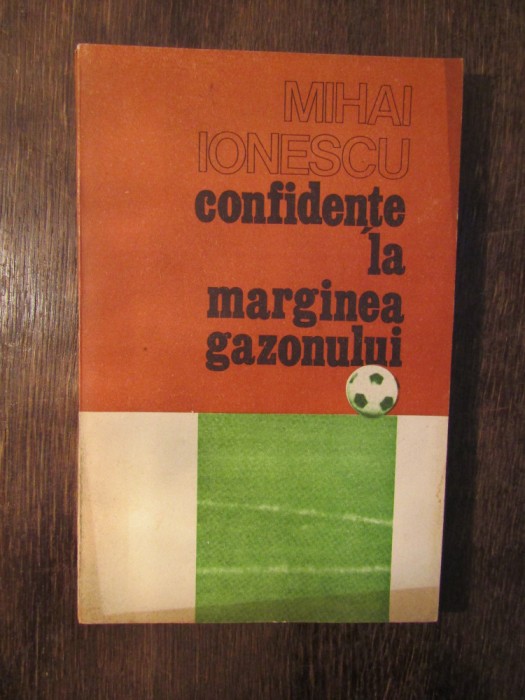 MIHAI
IONESCU
confidențe
la
marginea
gazonului